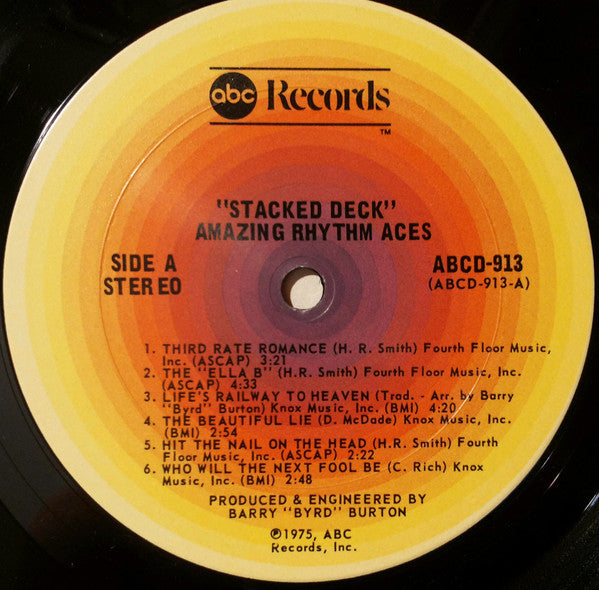 abc Records
TM
"STACKED DECK"
AMAZING RHYTHM ACES
SIDE A
STEREO
ABCD-913
(ABCD-913-A)
1. THIRD RATE ROMANCE (H. R. Smith) Fourth Floor Music,
Inc. (ASCAP) 3:21
2. THE "ELLA B" (H.R. Smith) Fourth Floor Music, Inc.
(ASCAP) 4:33
3. LIFE'S RAILWAY TO HEAVEN (Trad. - Arr. by Barry
"Byrd" Burton) Knox Music, Inc. (BMI) 4:20
4. THE BEAUTIFUL LIE (D. McDade) Knox Music, Inc.
(BMI) 2:54
5. HIT THE NAIL ON THE HEAD (H.R. Smith) Fourth
Floor Music, Inc. (ASCAP) 2:22
6. WHO WILL THE NEXT FOOL BE (C. Rich) Knox
Music, Inc. (BMI) 2:48
PRODUCED & ENGINEERED BY
BARRY "BYRD" BURTON
℗1975, ABC
Records, Inc.